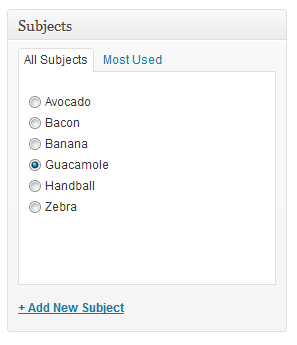 Subjects
All Subjects Most Used
Avocado
Bacon
Banana
Guacamole
Handball
Zebra
+ Add New Subject